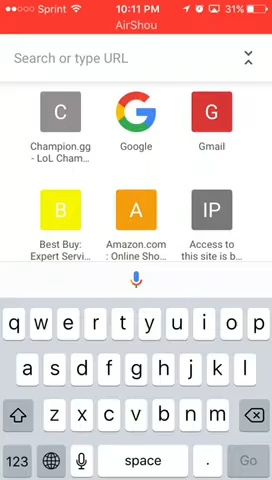 Sprint 10:11 PM 31%
AirShou
Search or type URL
C G
Champion.gg
- LoL Cham...
Google
Gmail
B A IP
Best Buy:
Expert Servi...
Amazon.com
: Online Sho...
Access to
this site is b...
q w e r t y u i o p
a s d f g h j k l
z x c v b n m
123 space . Go